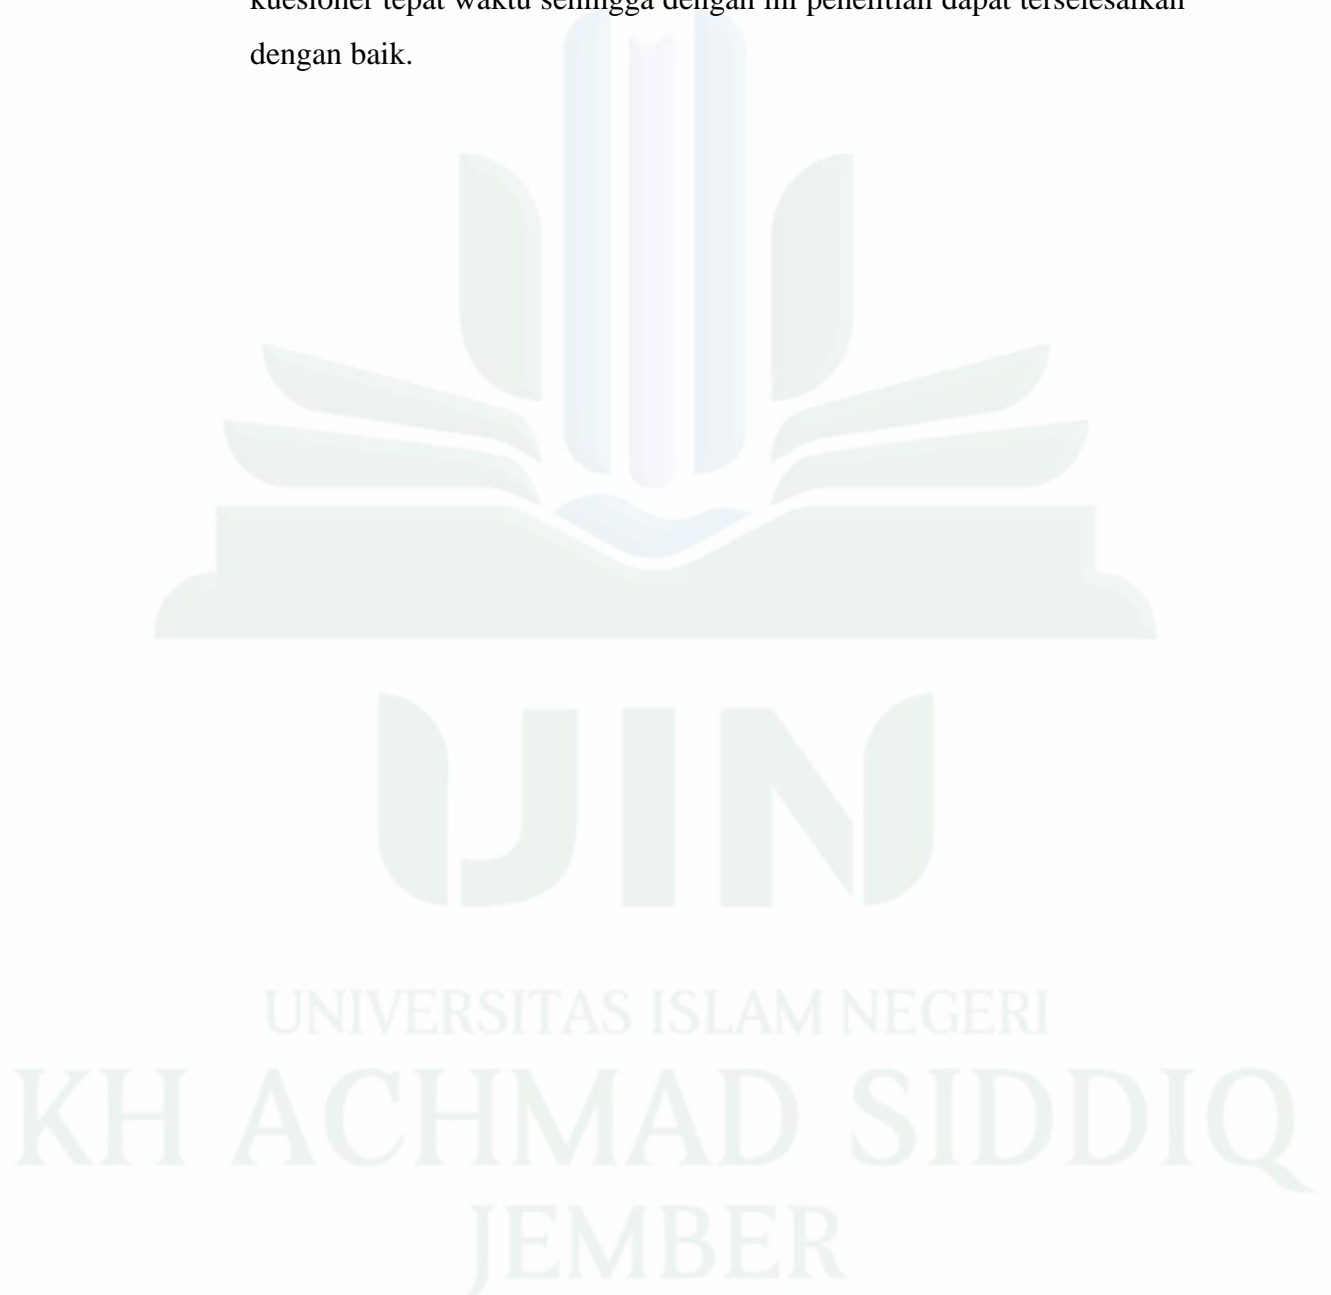 kuesioner tepat waktu sehingga dengan ini penelitian dapat terselesaikan
dengan baik.
UIN
UNIVERSITAS ISLAM NEGERI
KH ACHMAD SIDDIQ
JEMBER